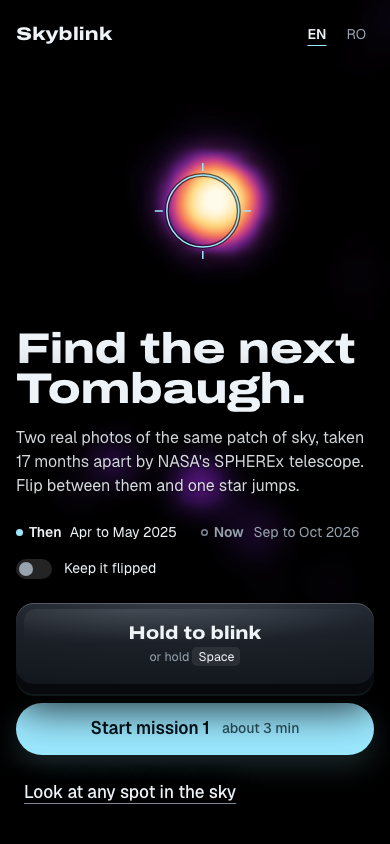 Skyblink
EN RO
Find the next
Tombaugh.
Two real photos of the same patch of sky, taken
17 months apart by NASA's SPHEREx telescope.
Flip between them and one star jumps.
Then Apr to May 2025 Now Sep to Oct 2026
Keep it flipped
Hold to blink
or hold Space
Start mission 1 about 3 min
Look at any spot in the sky